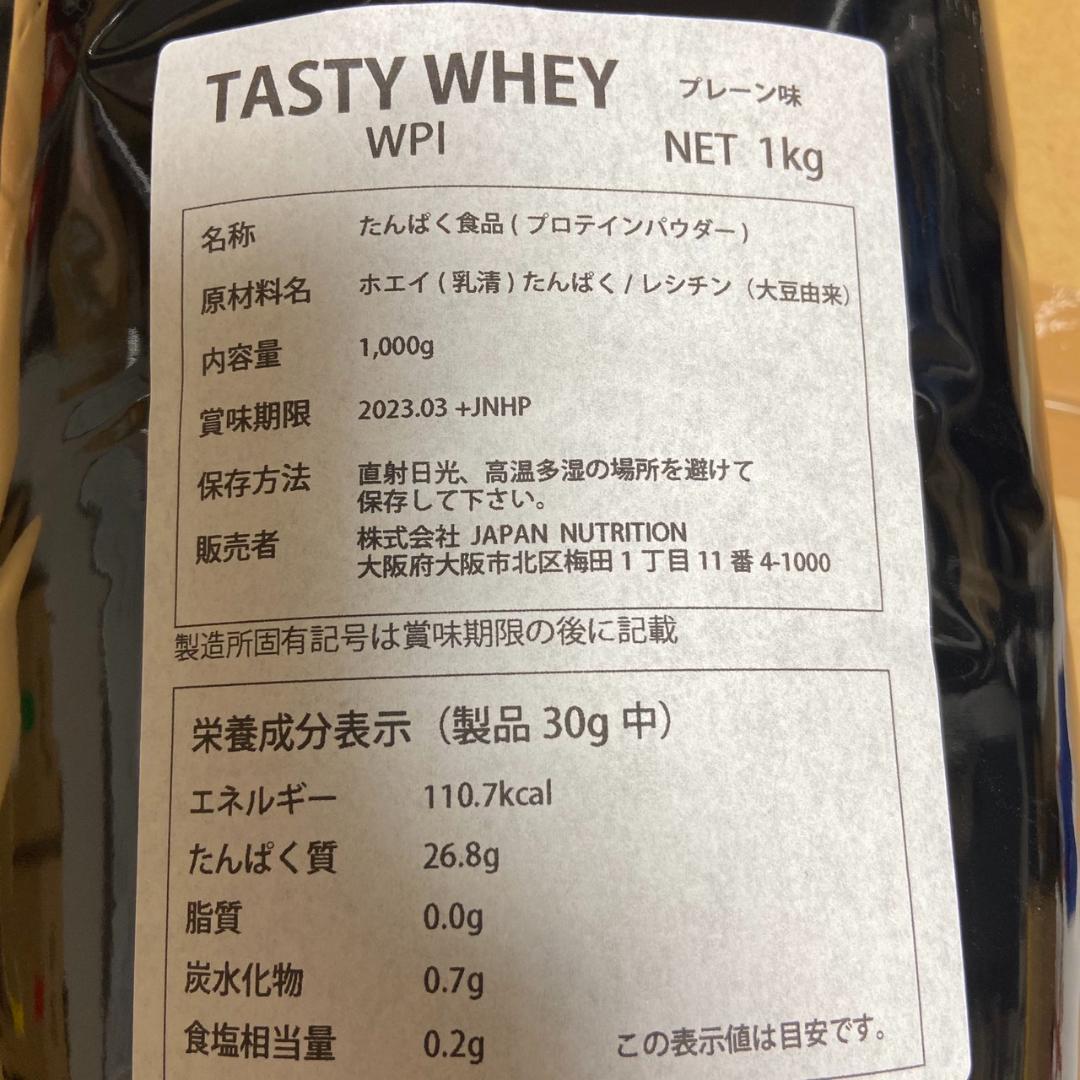 TASTY WHEY プレーン味
WPI NET 1kg
名称 たんぱく食品 ( プロテインパウダー )
原材料名 ホエイ ( 乳清 ) たんぱく / レシチン（大豆由来）
内容量 1,000g
賞味期限 2023.03 +JNHP
保存方法 直射日光、高温多湿の場所を避けて
保存して下さい。
販売者 株式会社 JAPAN NUTRITION
大阪府大阪市北区梅田 1 丁目 11 番 4-1000
製造所固有記号は賞味期限の後に記載
栄養成分表示（製品 30g 中）
エネルギー 110.7kcal
たんぱく質 26.8g
脂質 0.0g
炭水化物 0.7g
食塩相当量 0.2g この表示値は目安です。